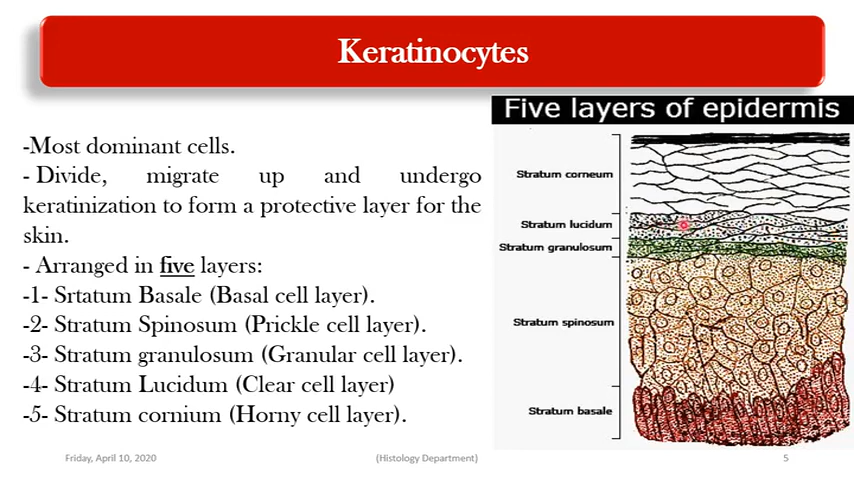 Keratinocytes
-Most dominant cells.
- Divide, migrate up and undergo
keratinization to form a protective layer for the
skin.
- Arranged in five layers:
-1- Srtatum Basale (Basal cell layer).
-2- Stratum Spinosum (Prickle cell layer).
-3- Stratum granulosum (Granular cell layer).
-4- Stratum Lucidum (Clear cell layer)
-5- Stratum cornium (Horny cell layer).
Five layers of epidermis
Stratum corneum
Stratum lucidum
Stratum granulosum
Stratum spinosum
Stratum basale
Friday, April 10, 2020
(Histology Department)
5